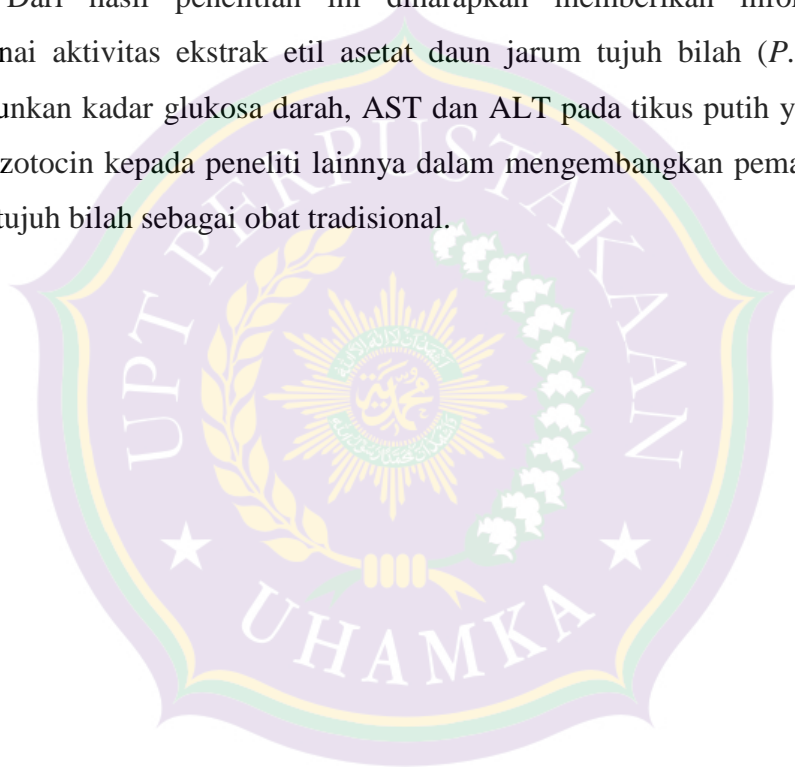 Dari hasil penelitian ini diharapkan memberikan
nai aktivitas ekstrak etil asetat daun jarum tujuh bilah (P.
unkan kadar glukosa darah, AST dan ALT pada tikus putih y
zotocin kepada peneliti lainnya dalam mengembangkan pema
tujuh bilah sebagai obat tradisional.
UPT PERPUSTAKAAN
UHAMKA